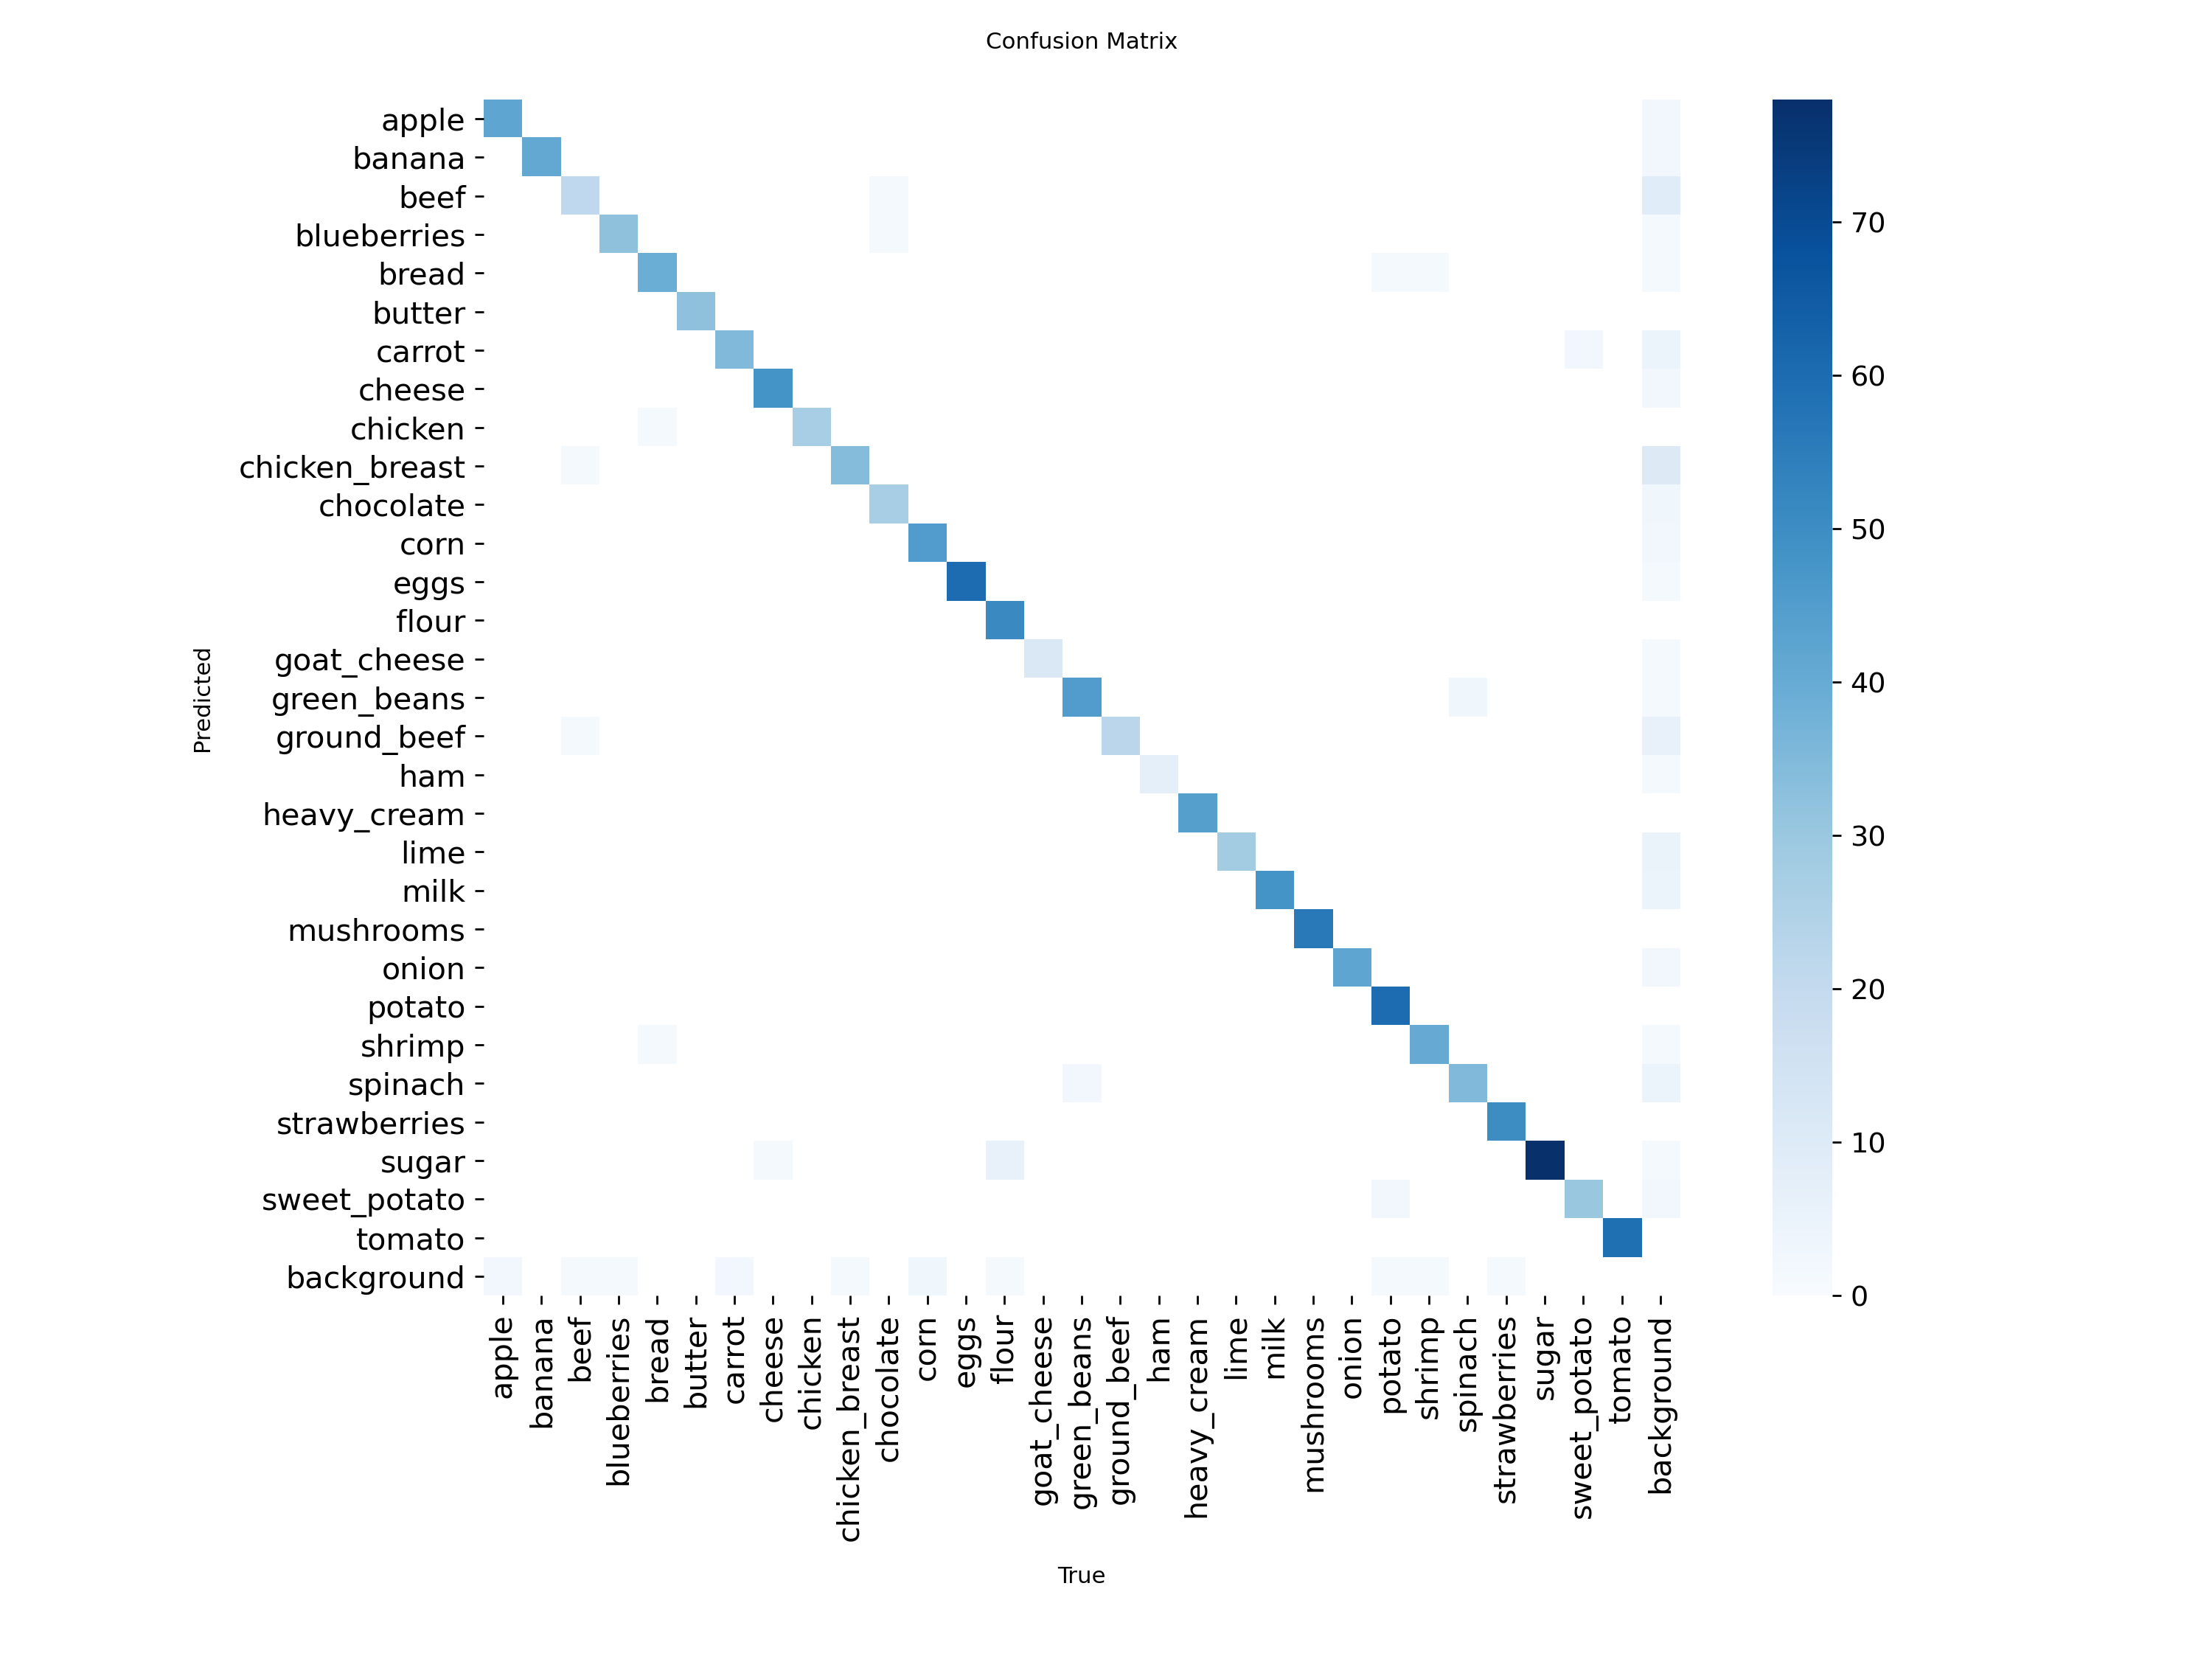 Confusion Matrix
apple
banana
beef
blueberries
bread
butter
carrot
cheese
chicken
chicken_breast
chocolate
corn
eggs
flour
goat_cheese
green_beans
ground_beef
ham
heavy_cream
lime
milk
mushrooms
onion
potato
shrimp
spinach
strawberries
sugar
sweet_potato
tomato
background
Predicted
apple
banana
beef
blueberries
bread
butter
carrot
cheese
chicken
chicken_breast
chocolate
corn
eggs
flour
goat_cheese
green_beans
ground_beef
ham
heavy_cream
lime
milk
mushrooms
onion
potato
shrimp
spinach
strawberries
sugar
sweet_potato
tomato
background
True
70
60
50
40
30
20
10
0